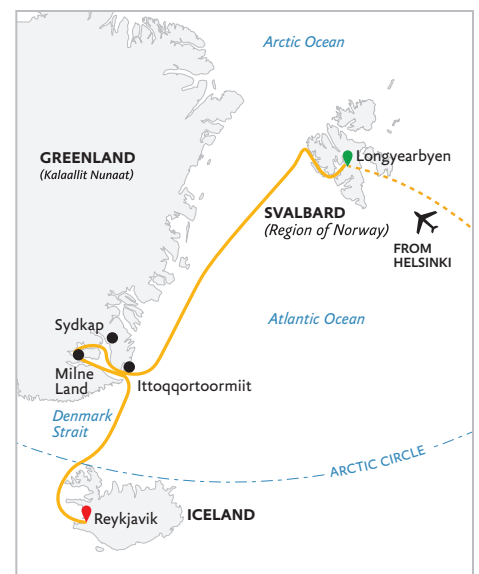 Arctic Ocean
GREENLAND
(Kalaallit Nunaat)
Longyearbyen
SVALBARD
(Region of Norway)
FROM
HELSINKI
Atlantic Ocean
Sydkap
Milne
Land
Ittoqqortoormiit
Denmark
Strait
ARCTIC CIRCLE
Reykjavik
ICELAND